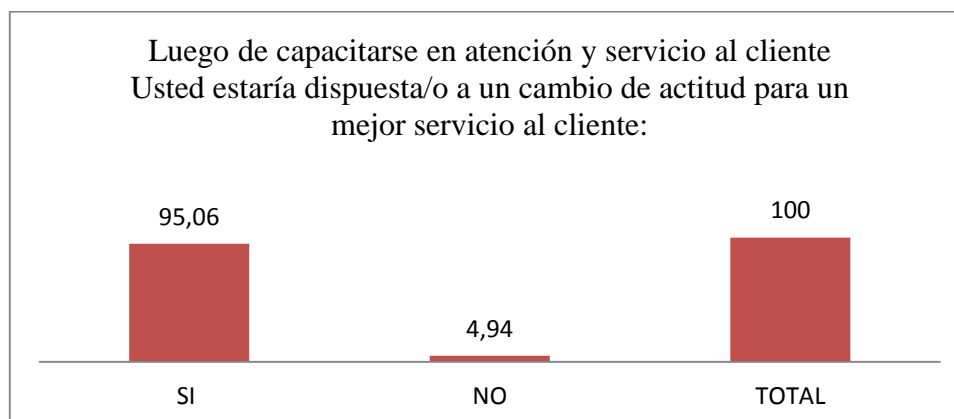 Luego de capacitarse en atención y servicio al cliente
Usted estaría dispuesta/o a un cambio de actitud para un
mejor servicio al cliente:
95,06
4,94
100
SI
NO
TOTAL